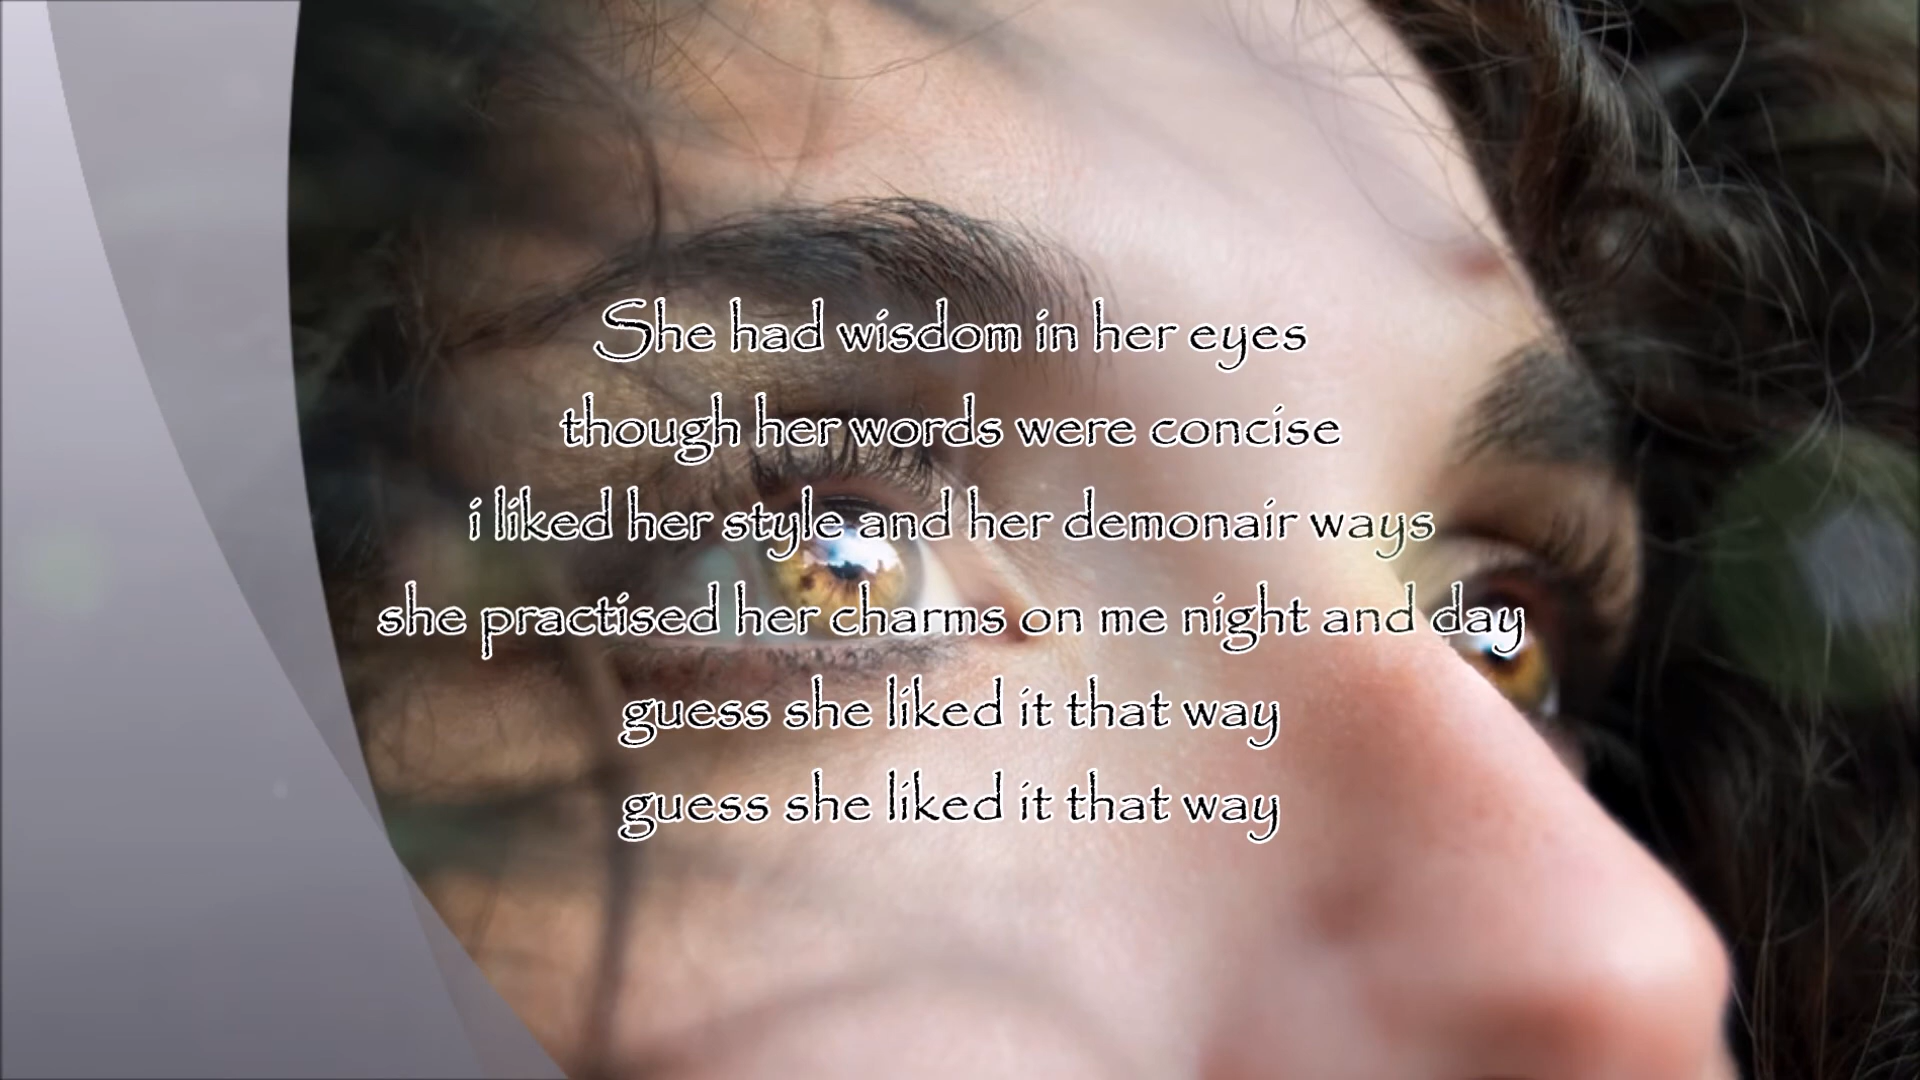 She had wisdom in her eyes
though her words were concise
i liked her style and her demonair ways
she practised her charms on me night and day
guess she liked it that way
guess she liked it that way